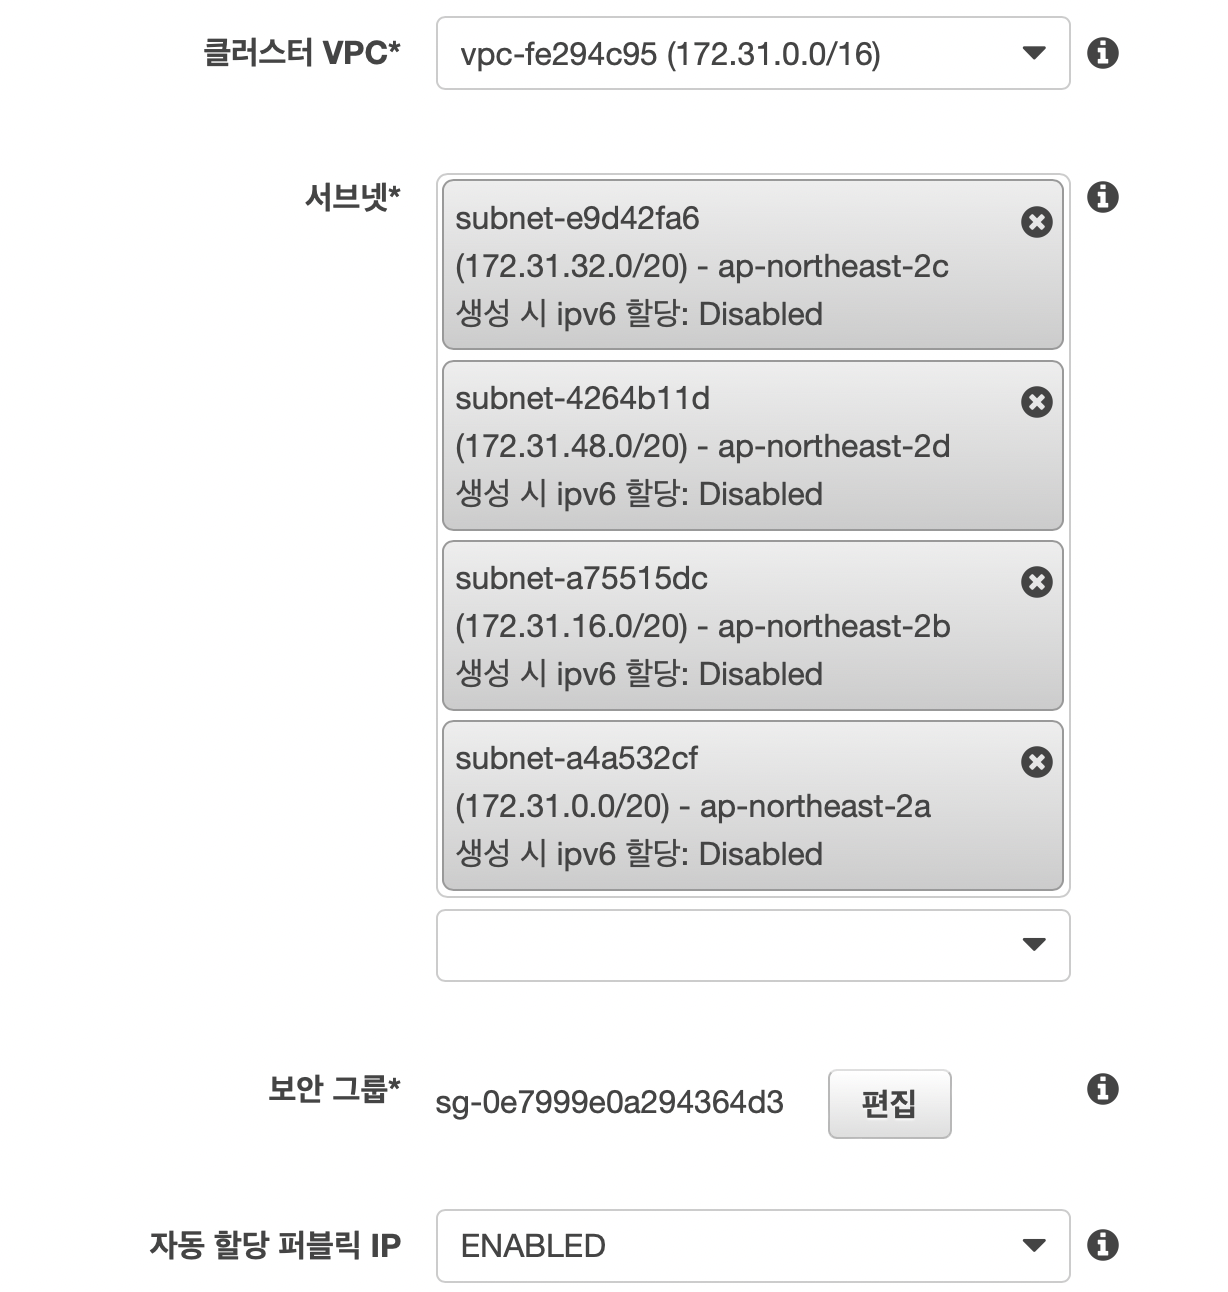 클러스터 VPC*
vpc-fe294c95 (172.31.0.0/16)
서브넷*
subnet-e9d42fa6
(172.31.32.0/20) - ap-northeast-2c
생성 시 ipv6 할당: Disabled
subnet-4264b11d
(172.31.48.0/20) - ap-northeast-2d
생성 시 ipv6 할당: Disabled
subnet-a75515dc
(172.31.16.0/20) - ap-northeast-2b
생성 시 ipv6 할당: Disabled
subnet-a4a532cf
(172.31.0.0/20) - ap-northeast-2a
생성 시 ipv6 할당: Disabled
보안 그룹*
sg-0e7999e0a294364d3
편집
자동 할당 퍼블릭 IP
ENABLED